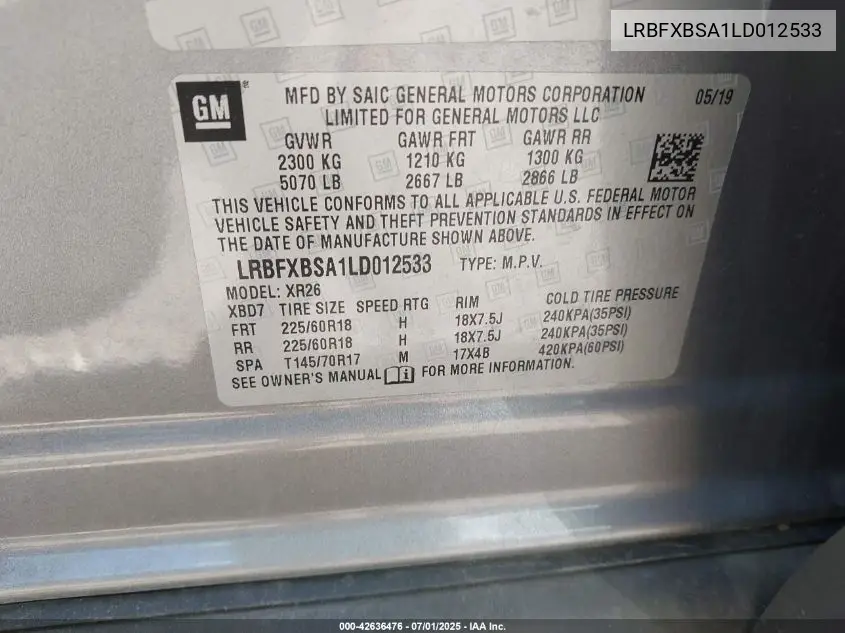 LRBFXBSA1LD012533
GM
MFD BY SAIC GENERAL MOTORS CORPORATION 05/19
LIMITED FOR GENERAL MOTORS LLC
GVWR GAWR FRT GAWR RR
2300 KG 1210 KG 1300 KG
5070 LB 2667 LB 2866 LB
THIS VEHICLE CONFORMS TO ALL APPLICABLE U.S. FEDERAL MOTOR
VEHICLE SAFETY AND THEFT PREVENTION STANDARDS IN EFFECT ON
THE DATE OF MANUFACTURE SHOWN ABOVE.
LRBFXBSA1LD012533 TYPE: M.P.V.
MODEL: XR26
XBD7 TIRE SIZE SPEED RTG RIM COLD TIRE PRESSURE
FRT 225/60R18 H 18X7.5J 240KPA(35PSI)
RR 225/60R18 H 18X7.5J 240KPA(35PSI)
SPA T145/70R17 M 17X4B 420KPA(60PSI)
SEE OWNER'S MANUAL FOR MORE INFORMATION.
000-42636476 - 07/01/2025 - IAA Inc.